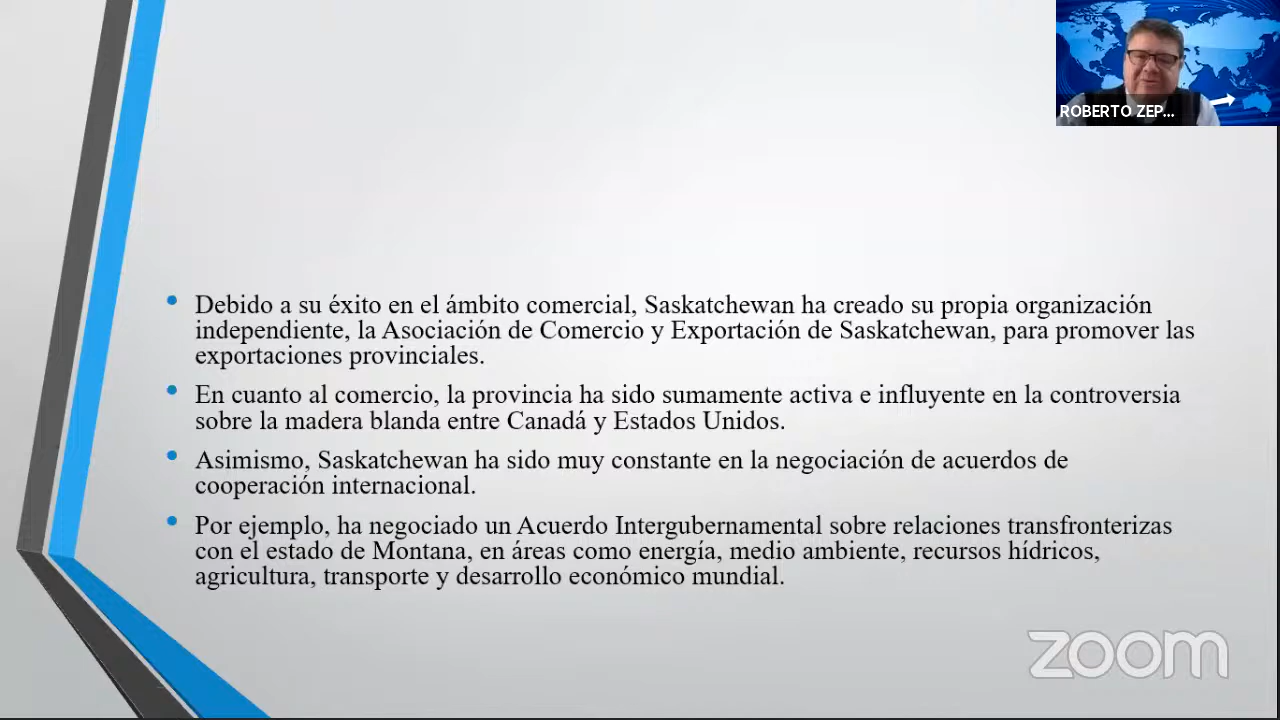 ROBERTO ZEP...
Debido a su éxito en el ámbito comercial, Saskatchewan ha creado su propia organización
independiente, la Asociación de Comercio y Exportación de Saskatchewan, para promover las
exportaciones provinciales.
En cuanto al comercio, la provincia ha sido sumamente activa e influyente en la controversia
sobre la madera blanda entre Canadá y Estados Unidos.
Asimismo, Saskatchewan ha sido muy constante en la negociación de acuerdos de
cooperación internacional.
Por ejemplo, ha negociado un Acuerdo Intergubernamental sobre relaciones transfronterizas
con el estado de Montana, en áreas como energía, medio ambiente, recursos hídricos,
agricultura, transporte y desarrollo económico mundial.
zoom